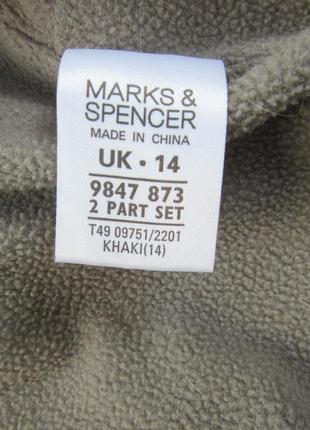 MARKS &
SPENCER
MADE IN CHINA
UK · 14
9847 873
2 PART SET
T49 09751/2201
KHAKI(14)